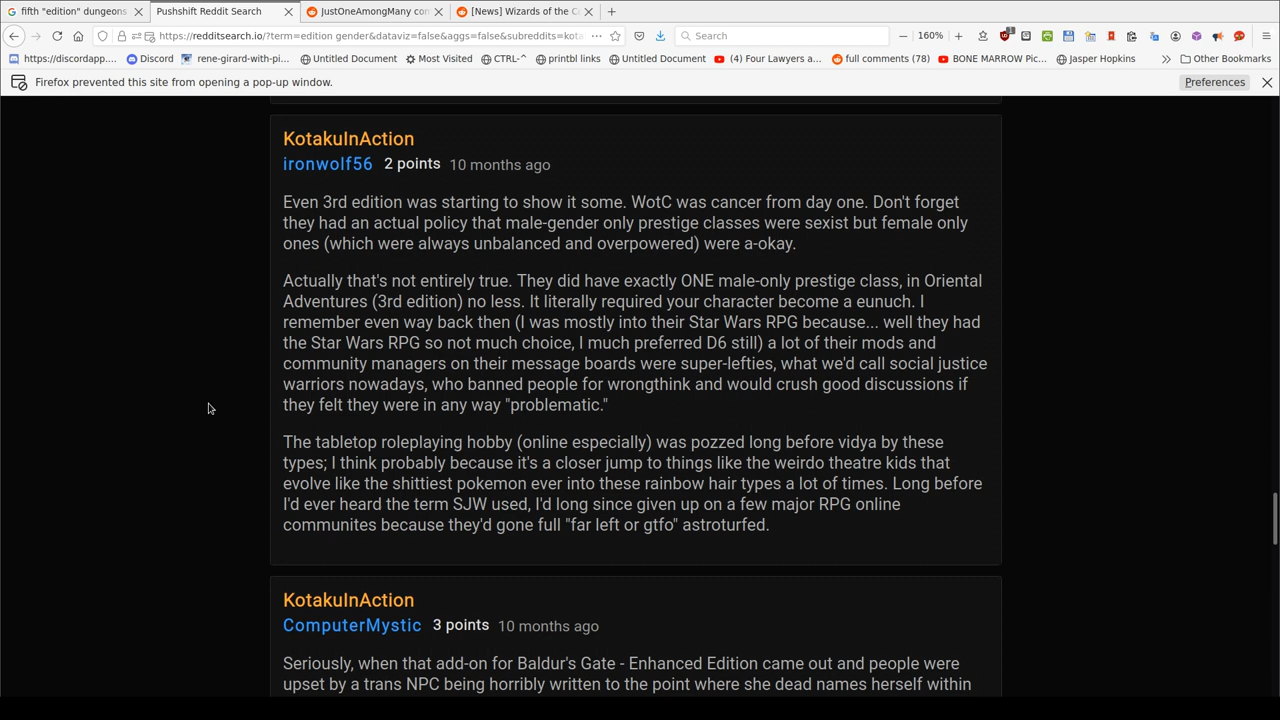 fifth "edition" dungeons
Pushshift Reddit Search
JustOneAmongMany con
[News] Wizards of the C
https://redditsearch.io/?term=edition gender&dataviz=false&aggs=false&subreddits=kota
160%
Search
1
https://discordapp....
Discord
rene-girard-with-pi...
Untitled Document
Most Visited
CTRL-^
printbl links
Untitled Document
(4) Four Lawyers a...
full comments (78)
BONE MARROW Pic...
Jasper Hopkins
Other Bookmarks
Firefox prevented this site from opening a pop-up window.
Preferences
KotakuInAction
ironwolf56 2 points 10 months ago
Even 3rd edition was starting to show it some. WotC was cancer from day one. Don't forget
they had an actual policy that male-gender only prestige classes were sexist but female only
ones (which were always unbalanced and overpowered) were a-okay.
Actually that's not entirely true. They did have exactly ONE male-only prestige class, in Oriental
Adventures (3rd edition) no less. It literally required your character become a eunuch. I
remember even way back then (I was mostly into their Star Wars RPG because... well they had
the Star Wars RPG so not much choice, I much preferred D6 still) a lot of their mods and
community managers on their message boards were super-lefties, what we'd call social justice
warriors nowadays, who banned people for wrongthink and would crush good discussions if
they felt they were in any way "problematic."
The tabletop roleplaying hobby (online especially) was pozzed long before vidya by these
types; I think probably because it's a closer jump to things like the weirdo theatre kids that
evolve like the shittiest pokemon ever into these rainbow hair types a lot of times. Long before
I'd ever heard the term SJW used, I'd long since given up on a few major RPG online
communites because they'd gone full "far left or gtfo" astroturfed.
KotakuInAction
ComputerMystic 3 points 10 months ago
Seriously, when that add-on for Baldur's Gate - Enhanced Edition came out and people were
upset by a trans NPC being horribly written to the point where she dead names herself within